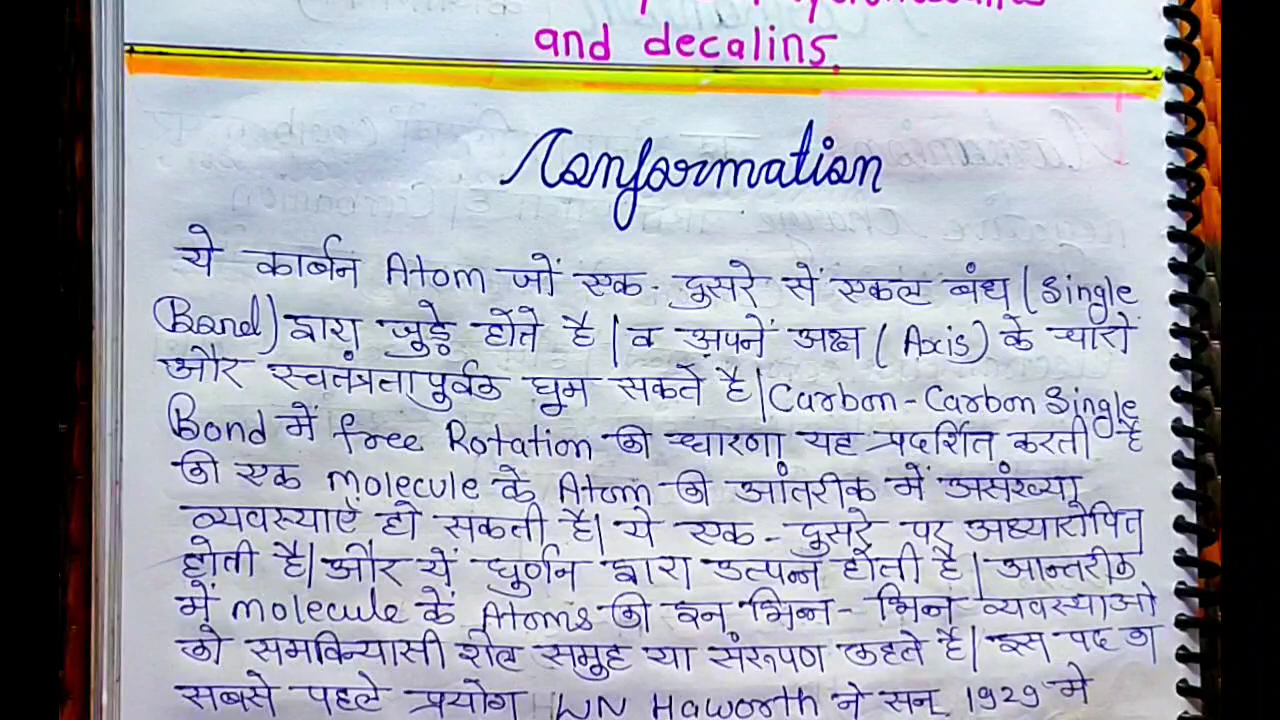 and decalins.
Conformation
ये कार्बन Atom जों एक-दुसरे सें एकल बंध (Single
Bond) द्वारा जुड़े होंते है | व अपनें अक्ष (Axis) के चारों
और स्वतंत्रतापुर्वक घूम सकतें है | Carbon-Carbon Single
Bond में free Rotation की धारणा यह प्रदर्शित करती है
की एक molecule कें Atom की आंतरीक में असंख्या
व्यवस्थाएँ हो सकती है | ये एक-दुसरे पर अध्यारोपित
होती है | और यें घुर्णन द्वारा उत्पन्न होती है | आन्तरीक
में molecule कें Atoms की इन भिन्न-भिन्न व्यवस्थाओं
को समविन्यासी शील समुह या संरूपण कहते है | इस पद का
सबसे पहले प्रयोग WN Haworth ने सन् 1929 में